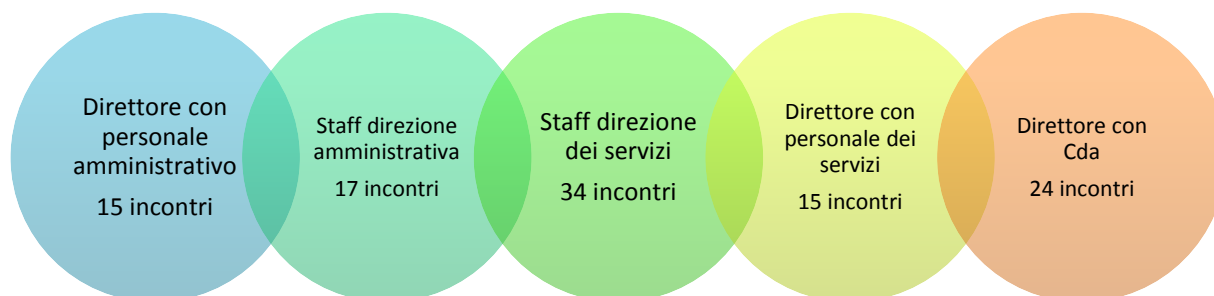 Direttore con
personale
amministrativo
15 incontri
Staff direzione
amministrativa
17 incontri
Staff direzione
dei servizi
34 incontri
Direttore con
personale dei
servizi
15 incontri
Direttore con
Cda
24 incontri